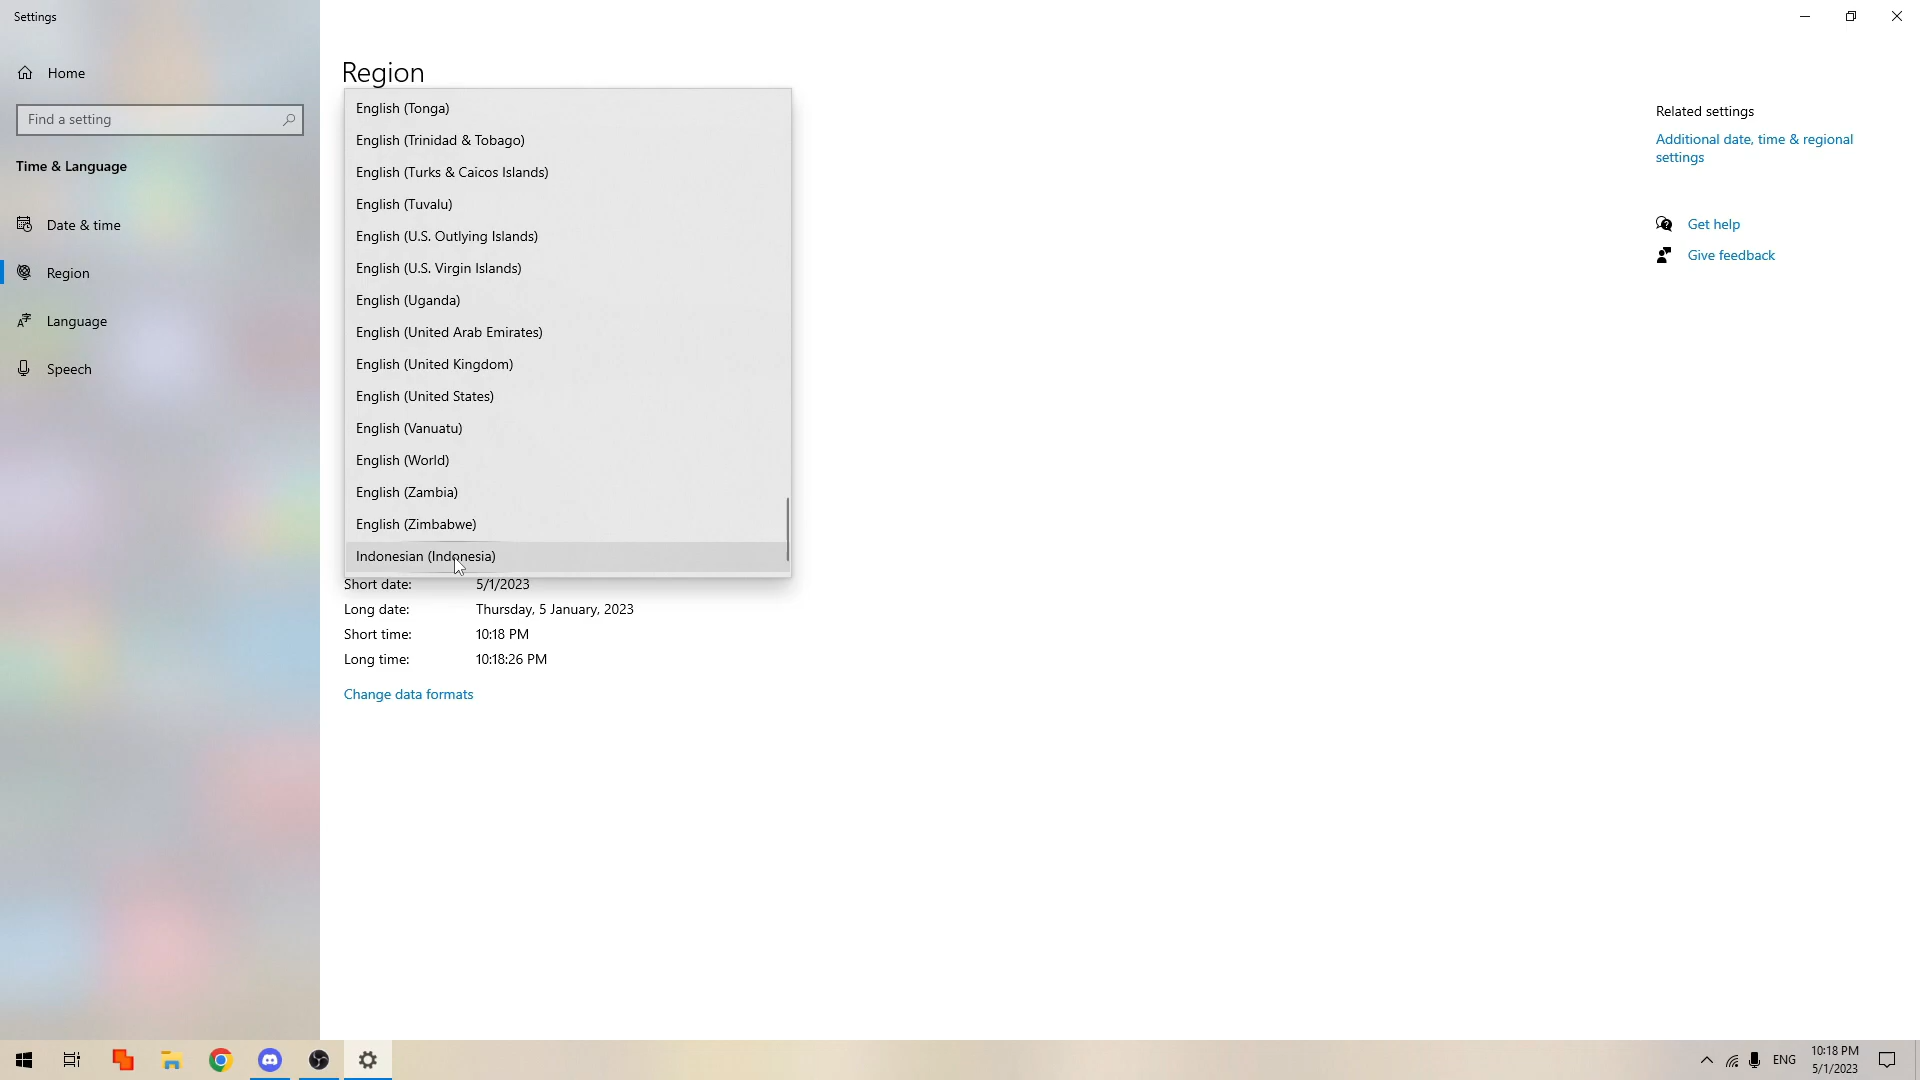 Settings
Home
Find a setting
Time & Language
Date & time
Region
Language
Speech
Region
English (Tonga)
English (Trinidad & Tobago)
English (Turks & Caicos Islands)
English (Tuvalu)
English (U.S. Outlying Islands)
English (U.S. Virgin Islands)
English (Uganda)
English (United Arab Emirates)
English (United Kingdom)
English (United States)
English (Vanuatu)
English (World)
English (Zambia)
English (Zimbabwe)
Indonesian (Indonesia)
Short date: 5/1/2023
Long date: Thursday, 5 January, 2023
Short time: 10:18 PM
Long time: 10:18:26 PM
Change data formats
Related settings
Additional date, time & regional
settings
Get help
Give feedback
ENG
10:18 PM
5/1/2023